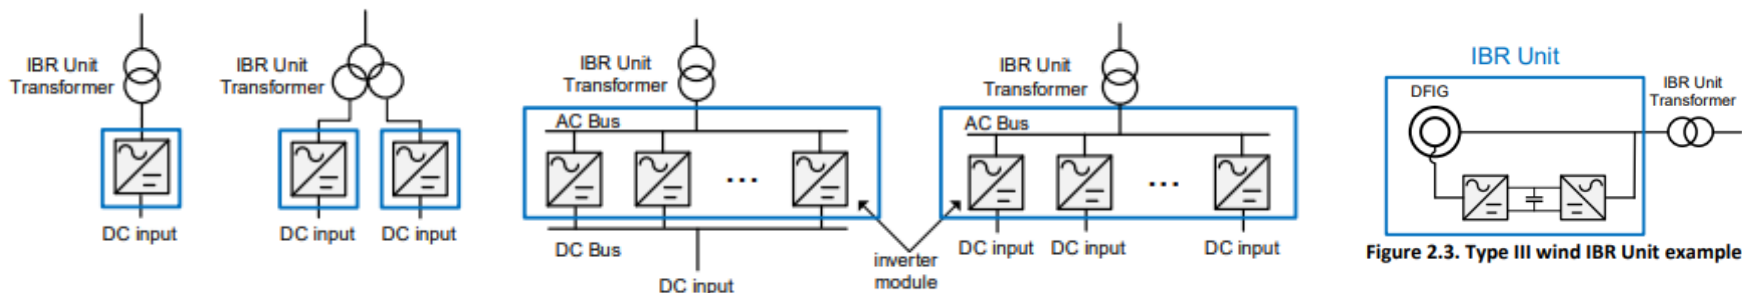 IBR Unit
Transformer
DC input
IBR Unit
Transformer
DC input
DC input
IBR Unit
Transformer
AC Bus
...
DC Bus
DC input
inverter
module
IBR Unit
Transformer
AC Bus
...
DC input
DC input
DC input
IBR Unit
DFIG
IBR Unit
Transformer
Figure 2.3. Type III wind IBR Unit example